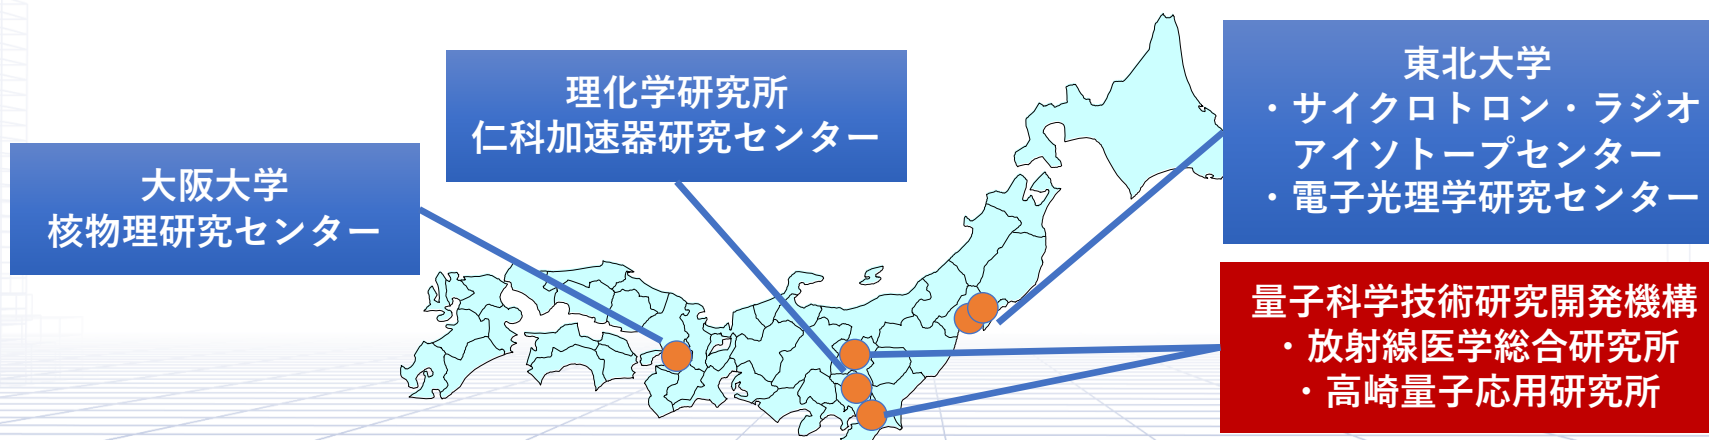 大阪大学
核物理研究センター
理化学研究所
仁科加速器研究センター
東北大学
・サイクロトロン・ラジオ
アイソトープセンター
・電子光理学研究センター
量子科学技術研究開発機構
・放射線医学総合研究所
・高崎量子応用研究所